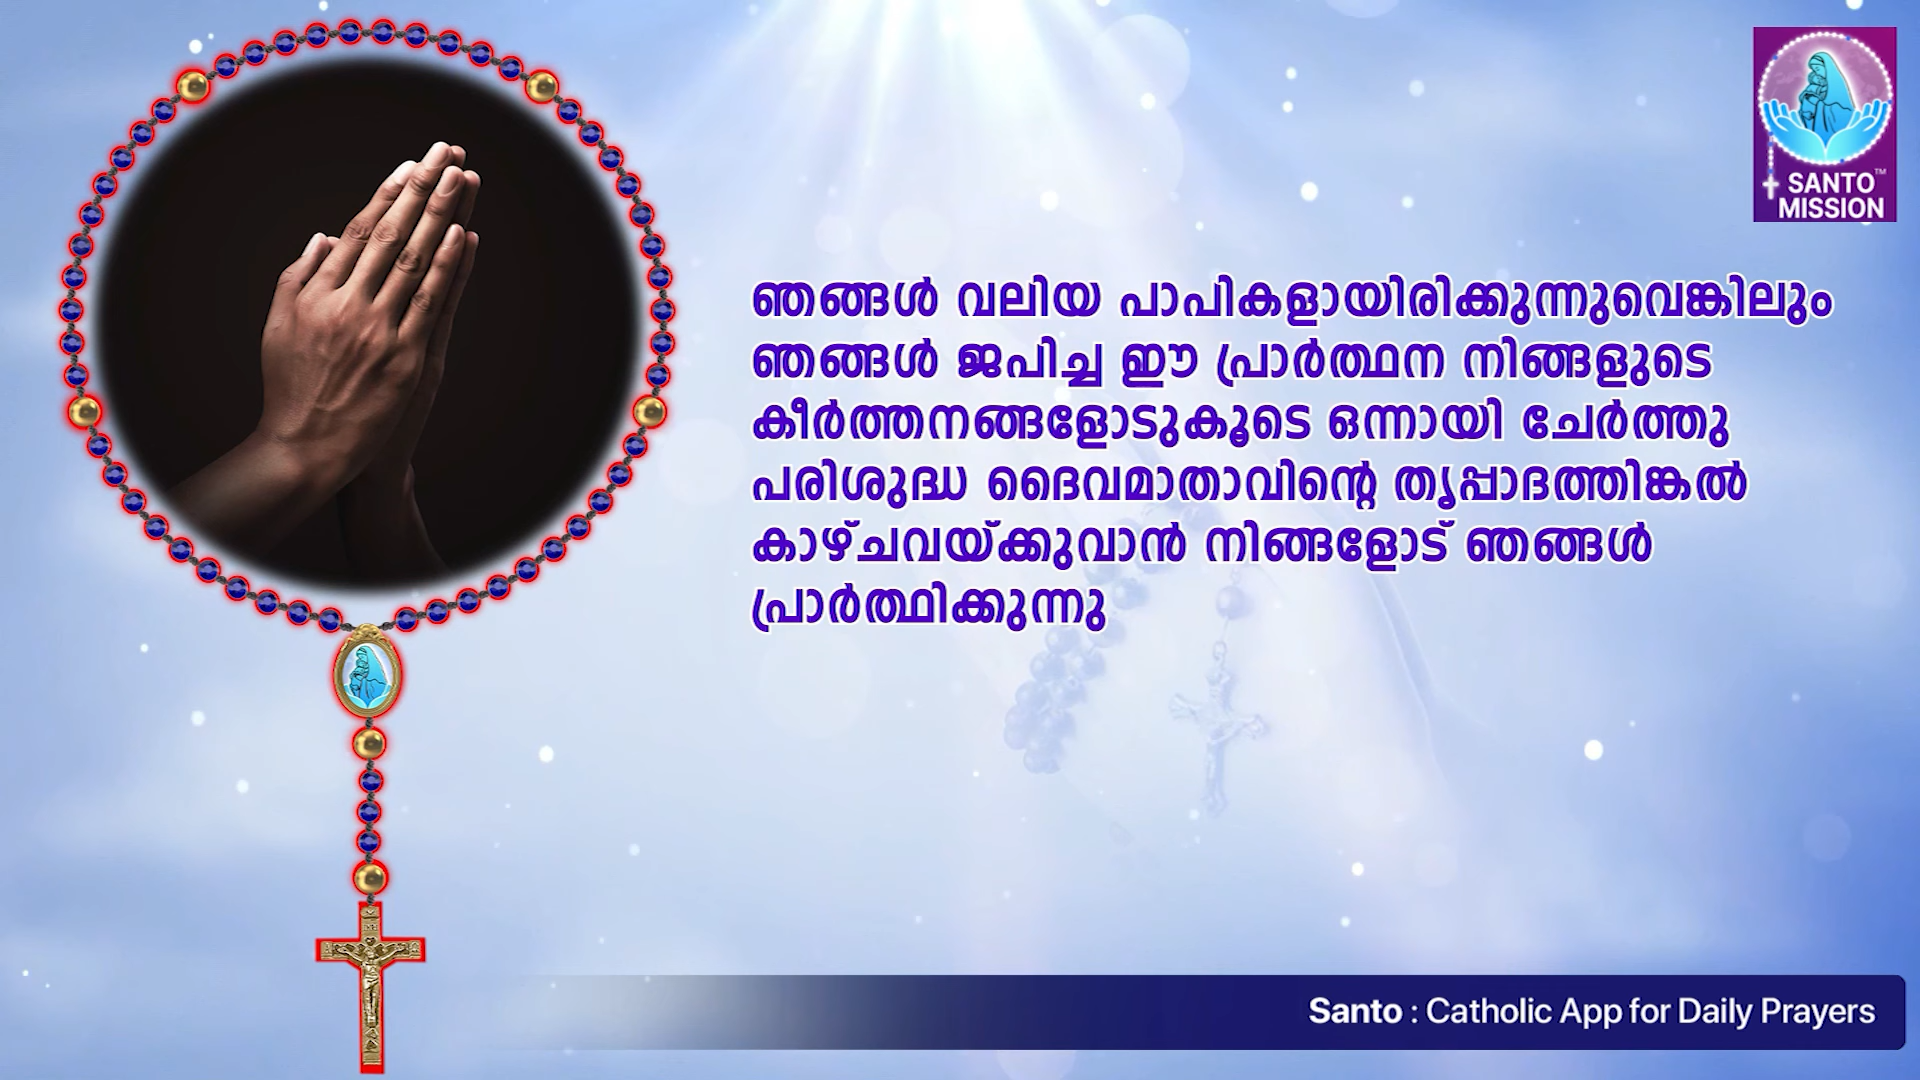 SANTO™
MISSION
ഞങ്ങൾ വലിയ പാപികളായിരിക്കുന്നുവെങ്കിലും
ഞങ്ങൾ ജപിച്ച ഈ പ്രാർത്ഥന നിങ്ങളുടെ
കീർത്തനങ്ങളോടുകൂടെ ഒന്നായി ചേർത്തു
പരിശുദ്ധ ദൈവമാതാവിന്റെ തൃപ്പാദത്തിങ്കൽ
കാഴ്ചവയ്ക്കുവാൻ നിങ്ങളോട് ഞങ്ങൾ
പ്രാർത്ഥിക്കുന്നു
Santo : Catholic App for Daily Prayers